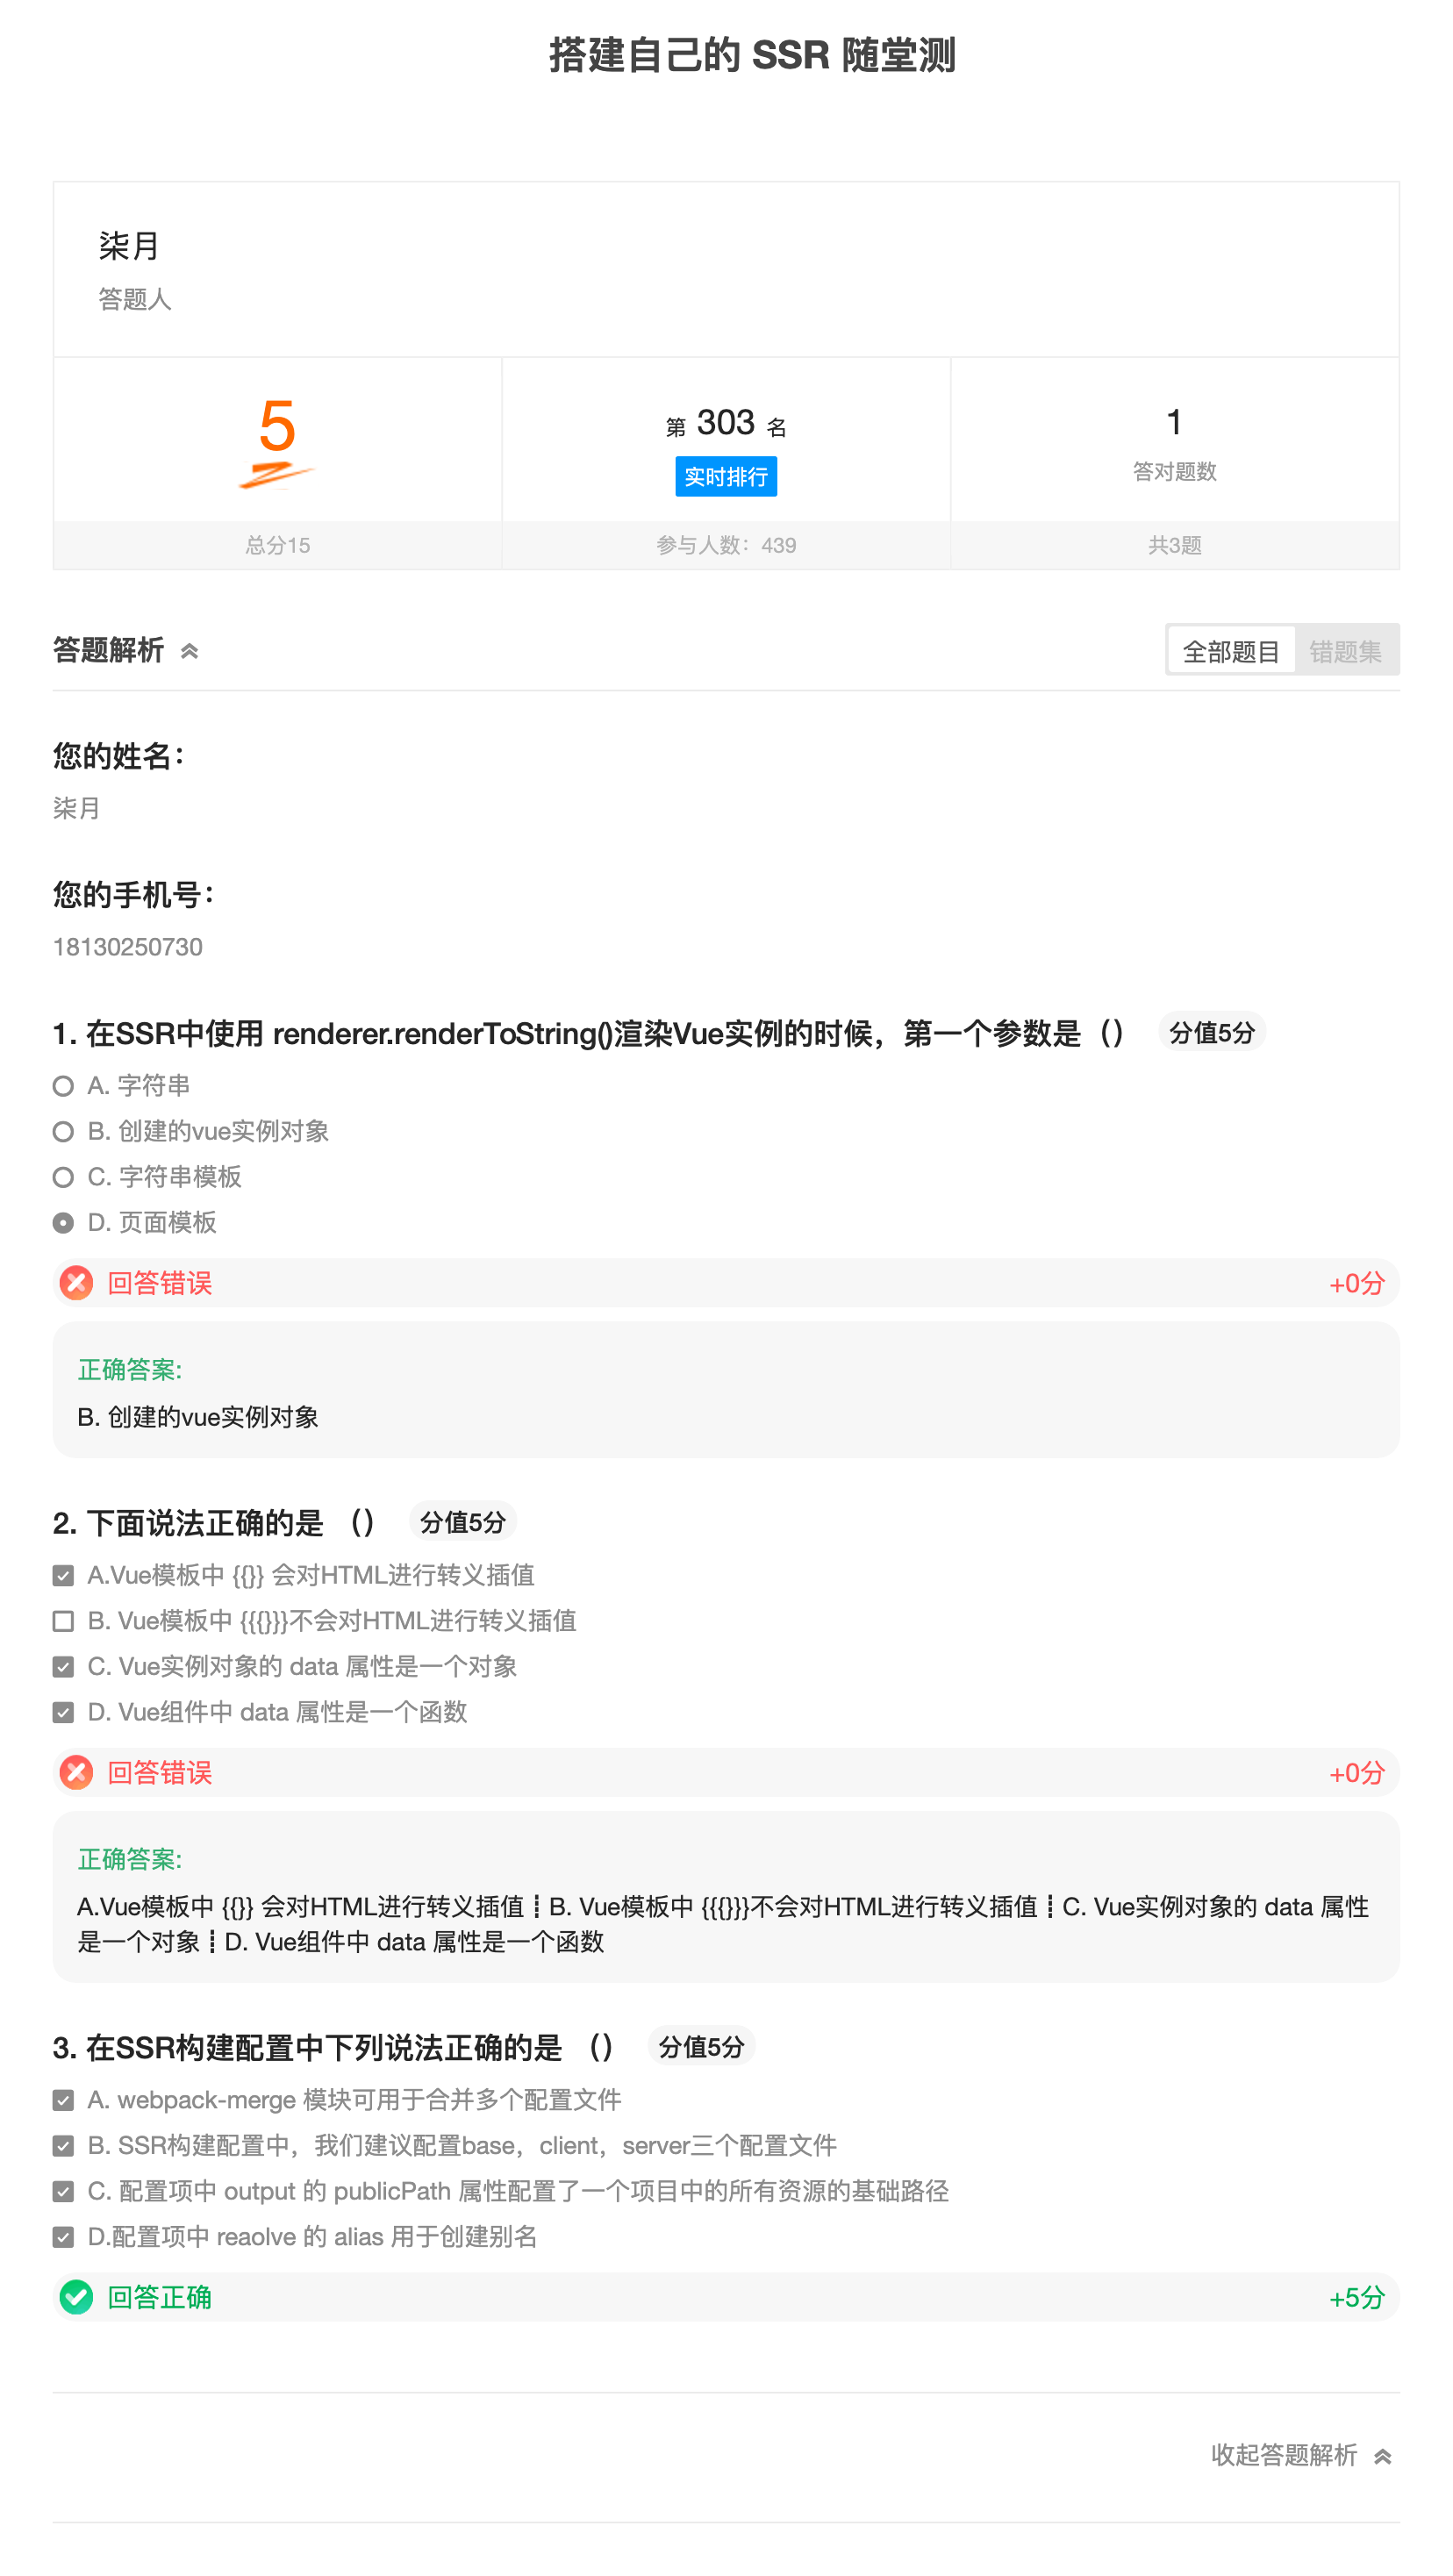 搭建自己的 SSR 随堂测
柒月
答题人
5
第 303 名
实时排行
1
答对题数
总分15
参与人数：439
共3题
答题解析
全部题目 错题集
您的姓名：
柒月
您的手机号：
18130250730
1. 在SSR中使用 renderer.renderToString()渲染Vue实例的时候，第一个参数是（） 分值5分
A. 字符串
B. 创建的vue实例对象
C. 字符串模板
D. 页面模板
回答错误 +0分
正确答案:
B. 创建的vue实例对象
2. 下面说法正确的是 （） 分值5分
A.Vue模板中 {{}} 会对HTML进行转义插值
B. Vue模板中 {{{}}}不会对HTML进行转义插值
C. Vue实例对象的 data 属性是一个对象
D. Vue组件中 data 属性是一个函数
回答错误 +0分
正确答案:
A.Vue模板中 {{}} 会对HTML进行转义插值┋B. Vue模板中 {{{}}}不会对HTML进行转义插值┋C. Vue实例对象的 data 属性
是一个对象┋D. Vue组件中 data 属性是一个函数
3. 在SSR构建配置中下列说法正确的是 （） 分值5分
A. webpack-merge 模块可用于合并多个配置文件
B. SSR构建配置中，我们建议配置base，client，server三个配置文件
C. 配置项中 output 的 publicPath 属性配置了一个项目中的所有资源的基础路径
D.配置项中 reaolve 的 alias 用于创建别名
回答正确 +5分
收起答题解析